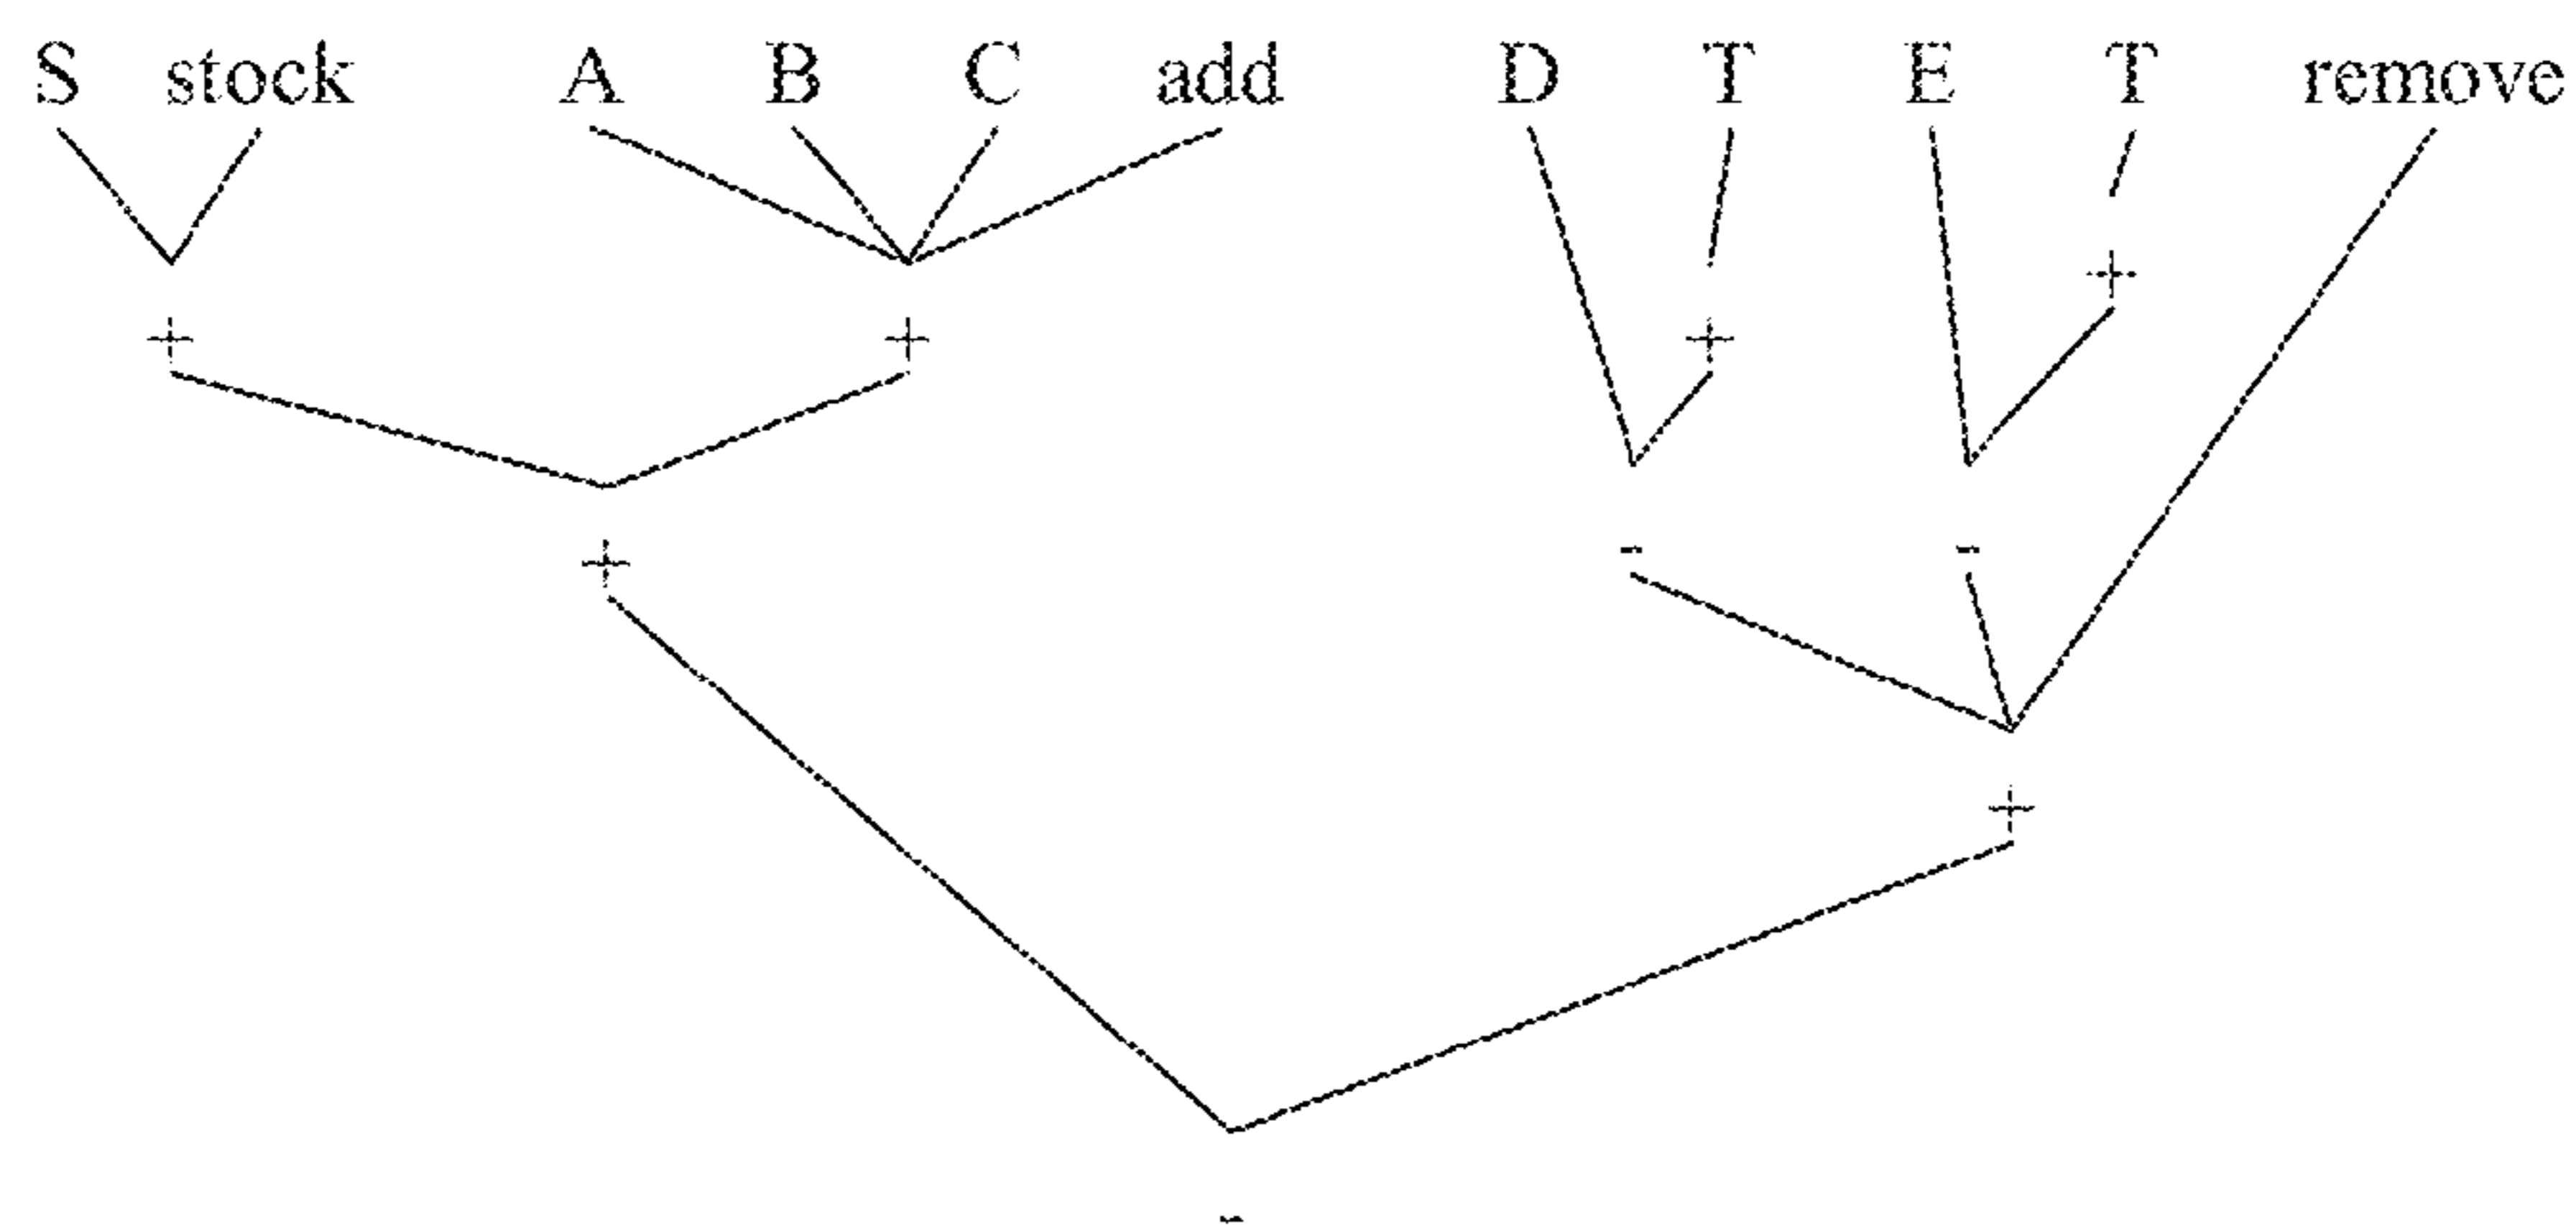 S stock A B C add D T E T remove
+
+ + +
+ - -
+
-